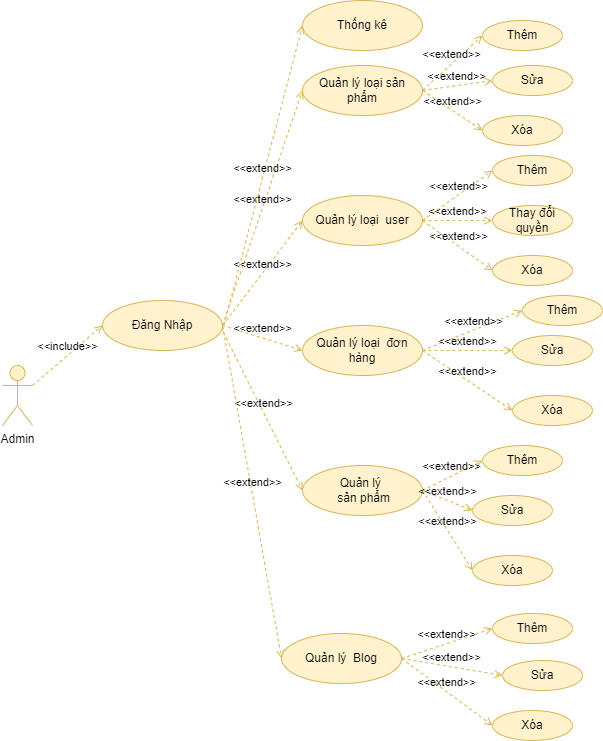 Thống kê
Thêm
<<extend>>
Quản lý loại sản
phẩm
<<extend>>
Sửa
<<extend>>
Xóa
<<extend>>
Thêm
<<extend>>
<<extend>>
Quản lý loại  user
<<extend>>
Thay đổi
quyền
<<extend>>
<<extend>>
Xóa
Thêm
Đăng Nhập
<<extend>>
<<extend>>
Quản lý loại  đơn
hàng
<<extend>>
Sửa
<<include>>
<<extend>>
Admin
<<extend>>
Xóa
Thêm
<<extend>>
<<extend>>
Quản lý
sản phẩm
<<extend>>
Sửa
<<extend>>
Xóa
Quản lý  Blog
<<extend>>
Thêm
<<extend>>
Sửa
<<extend>>
Xóa